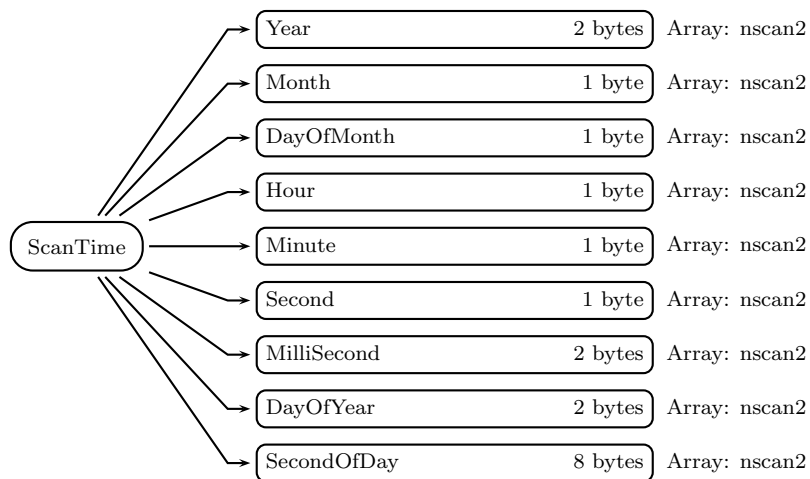 Year 2 bytes Array: nscan2
Month 1 byte Array: nscan2
DayOfMonth 1 byte Array: nscan2
Hour 1 byte Array: nscan2
ScanTime Minute 1 byte Array: nscan2
Second 1 byte Array: nscan2
MilliSecond 2 bytes Array: nscan2
DayOfYear 2 bytes Array: nscan2
SecondOfDay 8 bytes Array: nscan2